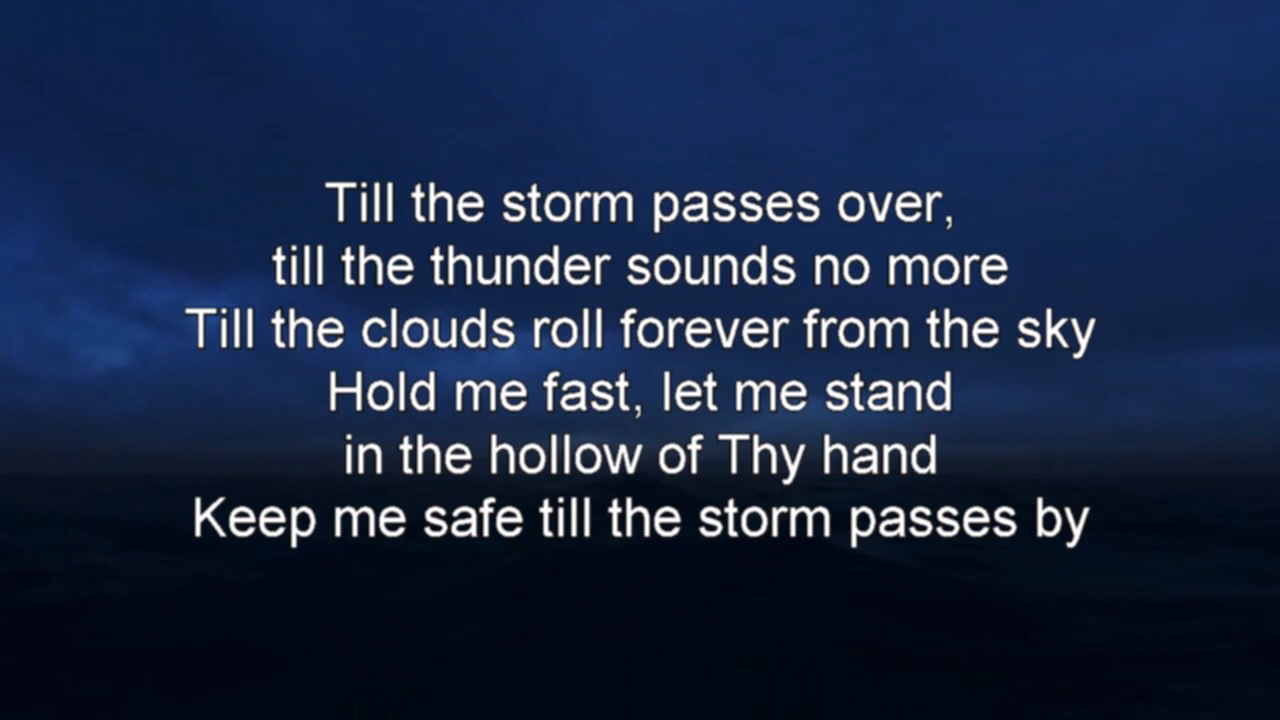 Till the storm passes over,
till the thunder sounds no more
Till the clouds roll forever from the sky
Hold me fast, let me stand
in the hollow of Thy hand
Keep me safe till the storm passes by